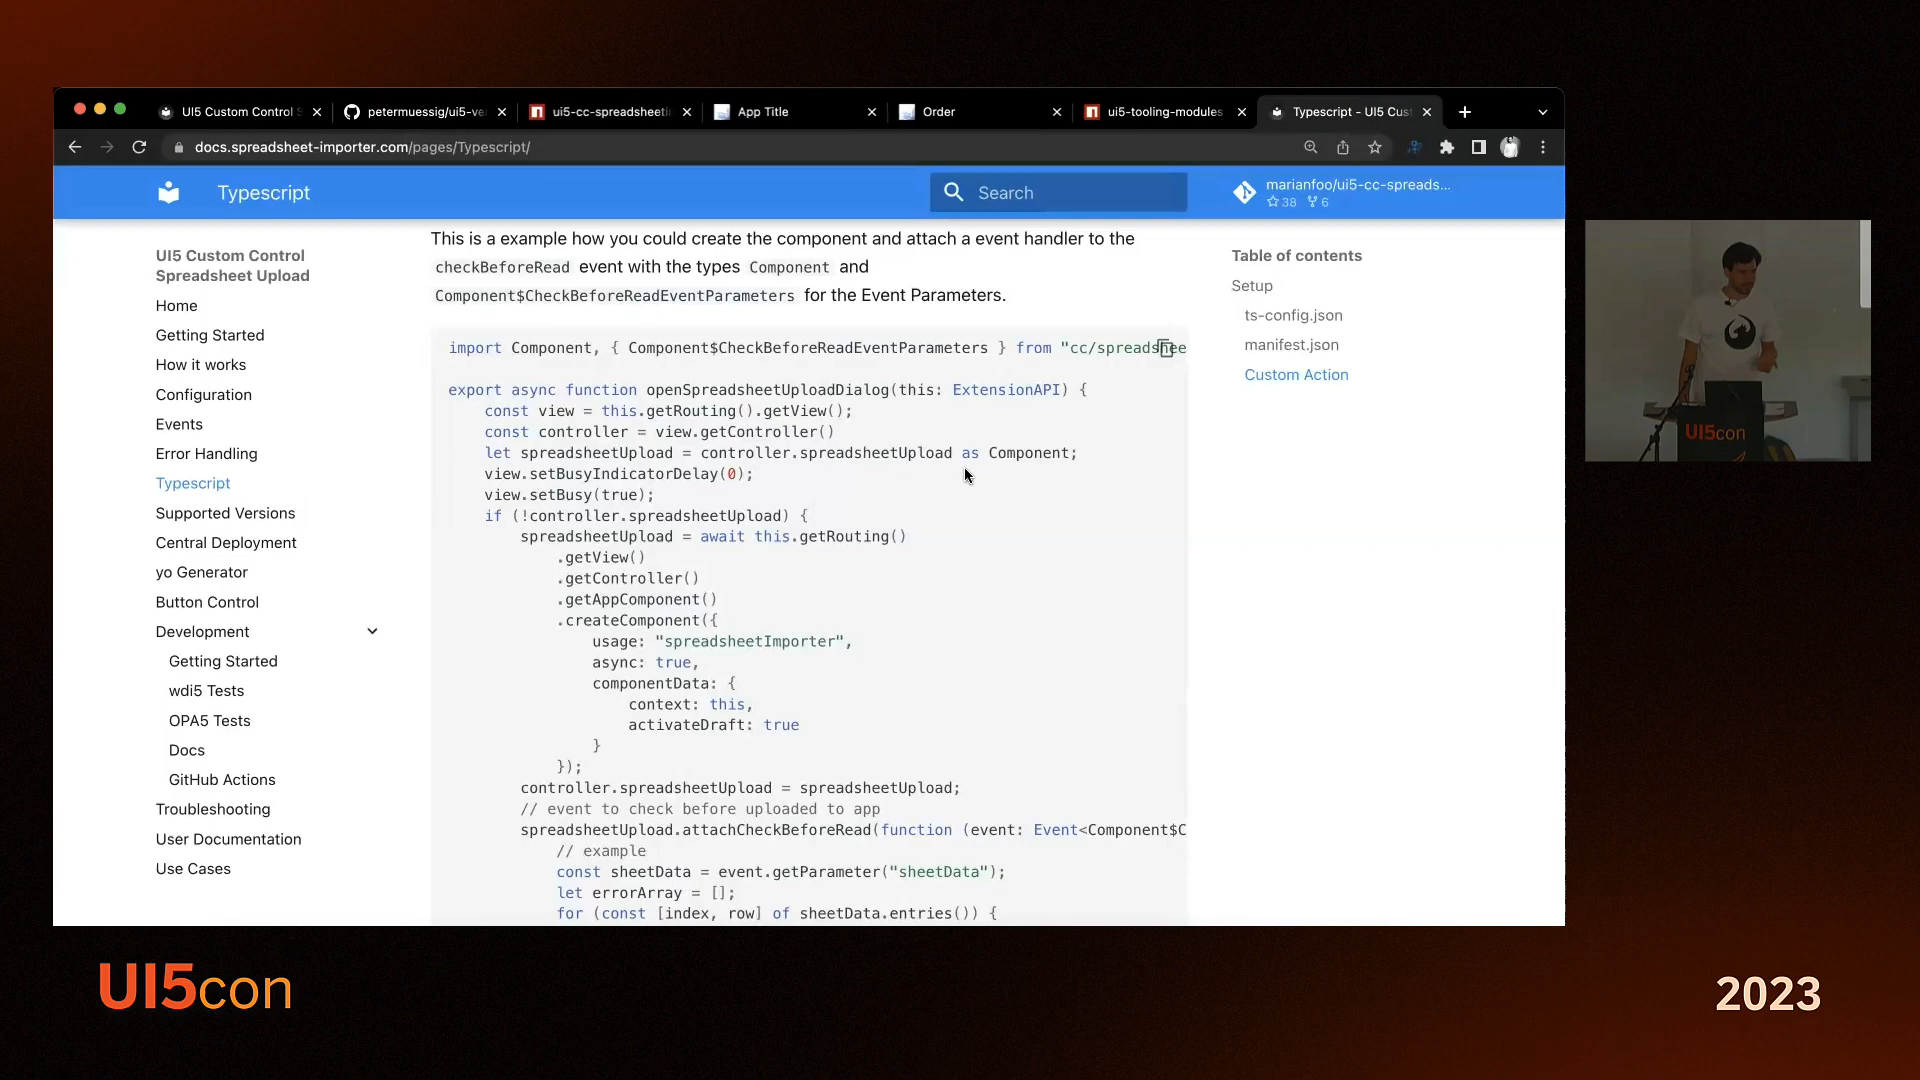 UI5 Custom Control S
petermuessig/ui5-ve
ui5-cc-spreadsheeti
App Title
Order
ui5-tooling-modules
Typescript - UI5 Cus
docs.spreadsheet-importer.com/pages/Typescript/
Typescript
Search
marianfoo/ui5-cc-spreads...
38 6
UI5 Custom Control
Spreadsheet Upload
Home
Getting Started
How it works
Configuration
Events
Error Handling
Typescript
Supported Versions
Central Deployment
yo Generator
Button Control
Development
Getting Started
wdi5 Tests
OPA5 Tests
Docs
GitHub Actions
Troubleshooting
User Documentation
Use Cases
This is a example how you could create the component and attach a event handler to the
checkBeforeRead event with the types Component and
Component$CheckBeforeReadEventParameters for the Event Parameters.
import Component, { Component$CheckBeforeReadEventParameters } from "cc/spreadshee
export async function openSpreadsheetUploadDialog(this: ExtensionAPI) {
const view = this.getRouting().getView();
const controller = view.getController()
let spreadsheetUpload = controller.spreadsheetUpload as Component;
view.setBusyIndicatorDelay(0);
view.setBusy(true);
if (!controller.spreadsheetUpload) {
spreadsheetUpload = await this.getRouting()
.getView()
.getController()
.getAppComponent()
.createComponent({
usage: "spreadsheetImporter",
async: true,
componentData: {
context: this,
activateDraft: true
}
});
controller.spreadsheetUpload = spreadsheetUpload;
// event to check before uploaded to app
spreadsheetUpload.attachCheckBeforeRead(function (event: Event<Component$C
// example
const sheetData = event.getParameter("sheetData");
let errorArray = [];
for (const [index, row] of sheetData.entries()) {
Table of contents
Setup
ts-config.json
manifest.json
Custom Action
UI5con
UI5con
2023